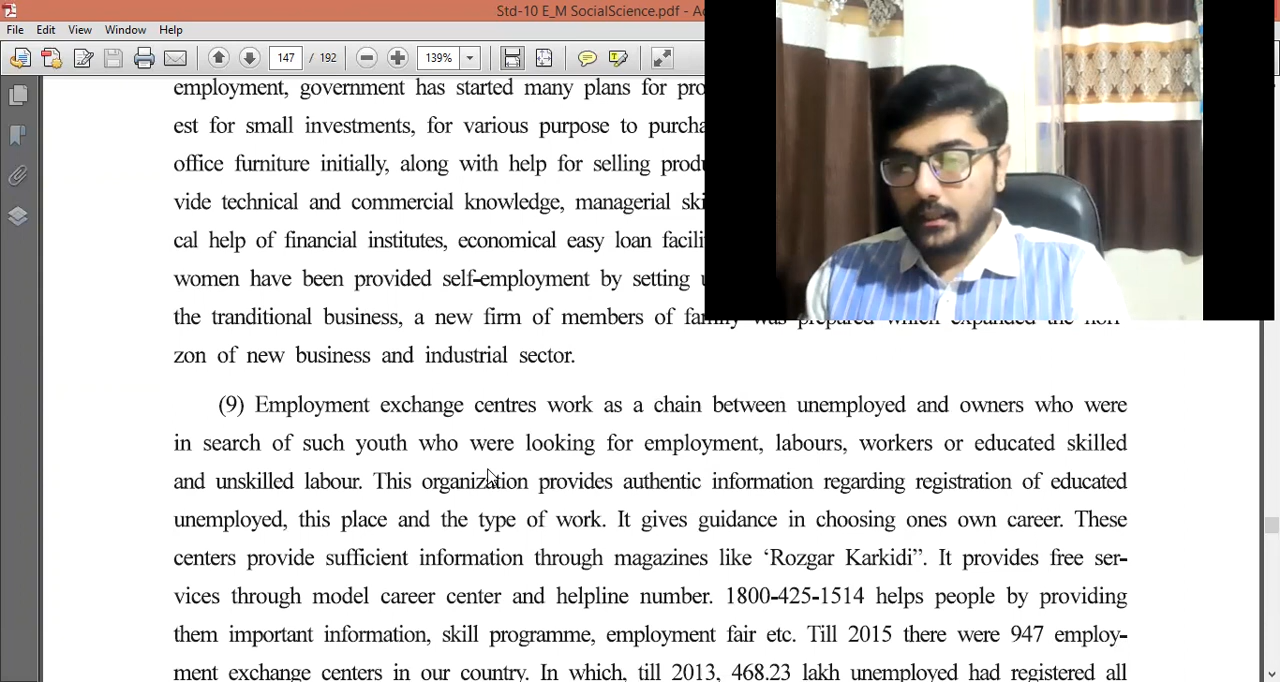 Std-10 E_M SocialScience.pdf - A
File Edit View Window Help
147 / 192 139%
employment, government has started many plans for pro
est for small investments, for various purpose to purcha
office furniture initially, along with help for selling prod
vide technical and commercial knowledge, managerial ski
cal help of financial institutes, economical easy loan facili
women have been provided self-employment by setting u
the tranditional business, a new firm of members of family was prepared which expanded the hori
zon of new business and industrial sector.
(9) Employment exchange centres work as a chain between unemployed and owners who were
in search of such youth who were looking for employment, labours, workers or educated skilled
and unskilled labour. This organization provides authentic information regarding registration of educated
unemployed, this place and the type of work. It gives guidance in choosing ones own career. These
centers provide sufficient information through magazines like ‘Rozgar Karkidi”. It provides free ser-
vices through model career center and helpline number. 1800-425-1514 helps people by providing
them important information, skill programme, employment fair etc. Till 2015 there were 947 employ-
ment exchange centers in our country. In which, till 2013, 468.23 lakh unemployed had registered all